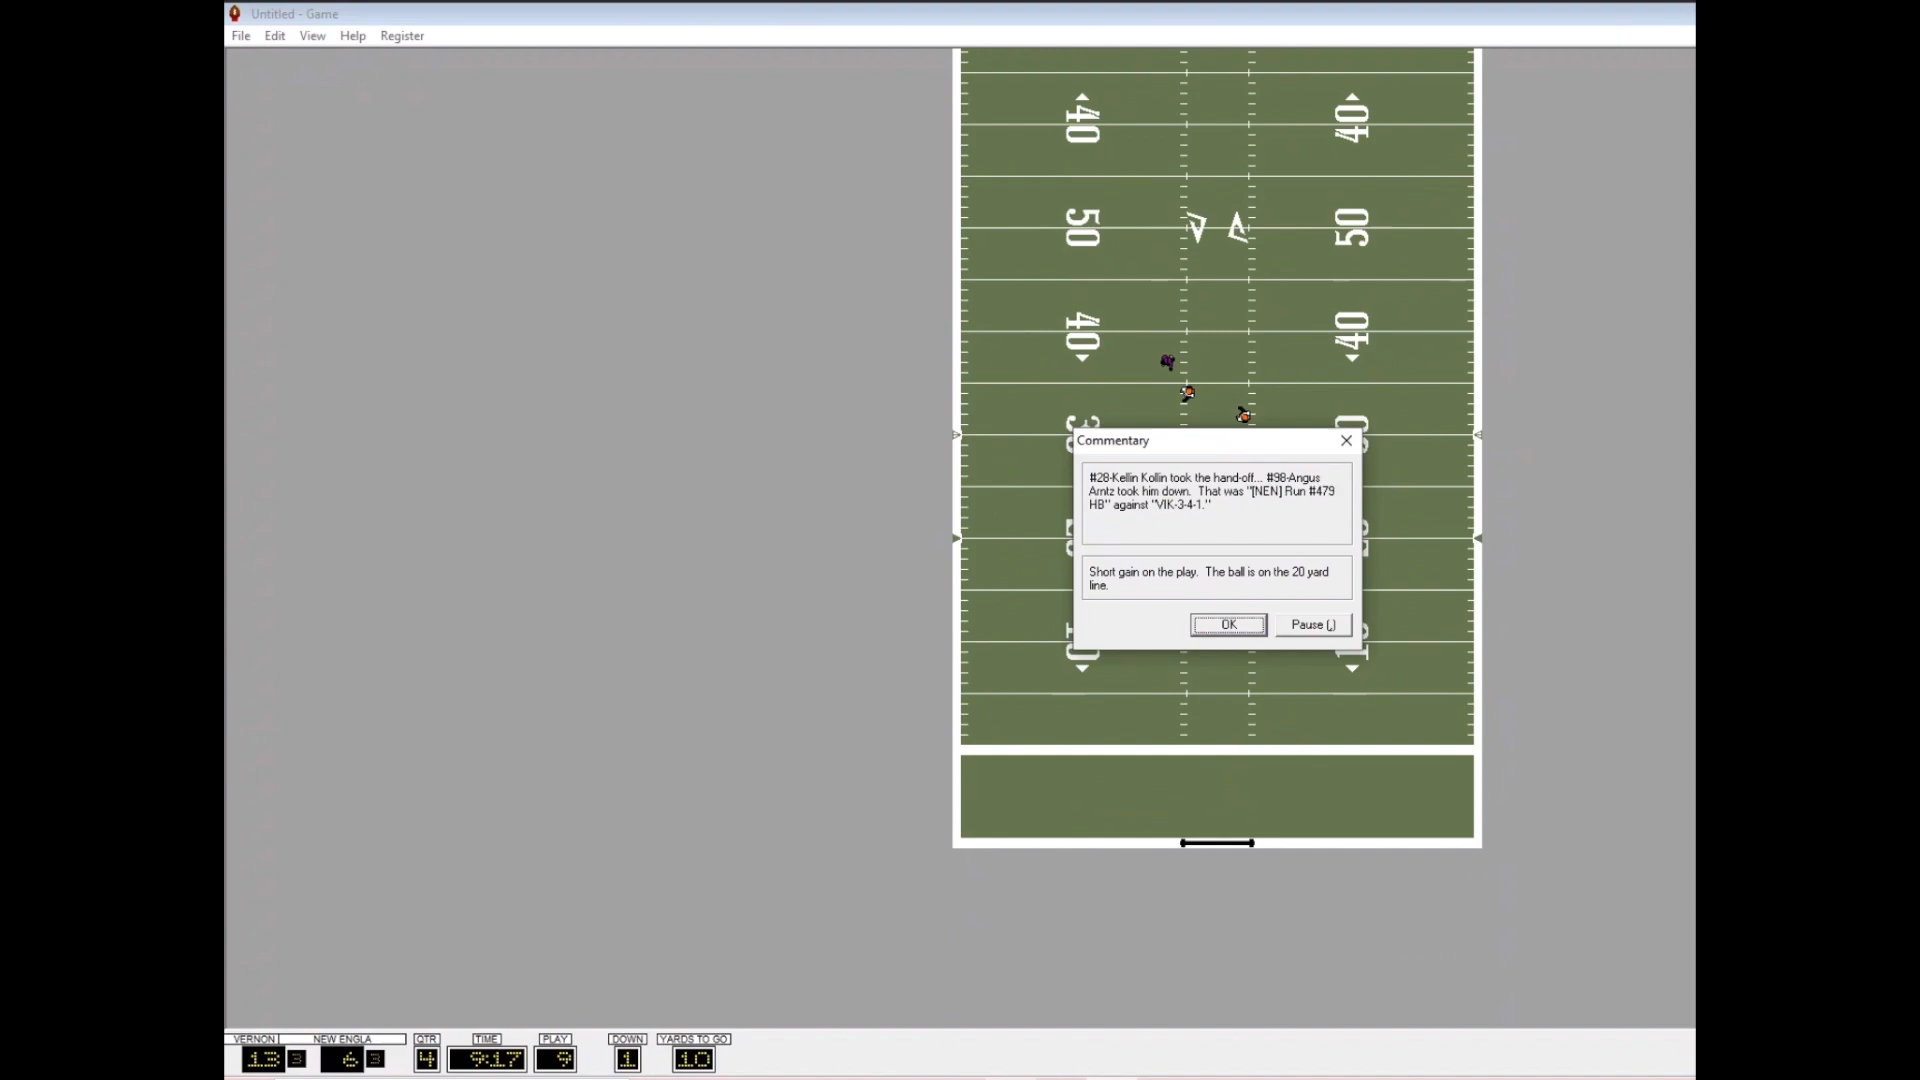 Untitled - Game
File Edit View Help Register
40 40
50 50
40 40
Commentary
#28-Kellin Kollin took the hand-off... #98-Angus
Arntz took him down. That was "[NEN] Run #479
HB" against "VIK-3-4-1."
Short gain on the play. The ball is on the 20 yard
line.
OK Pause (,)
VERNON NEW ENGLA QTR TIME PLAY DOWN YARDS TO GO
13 3 6 3 4 9:17 9 1 10